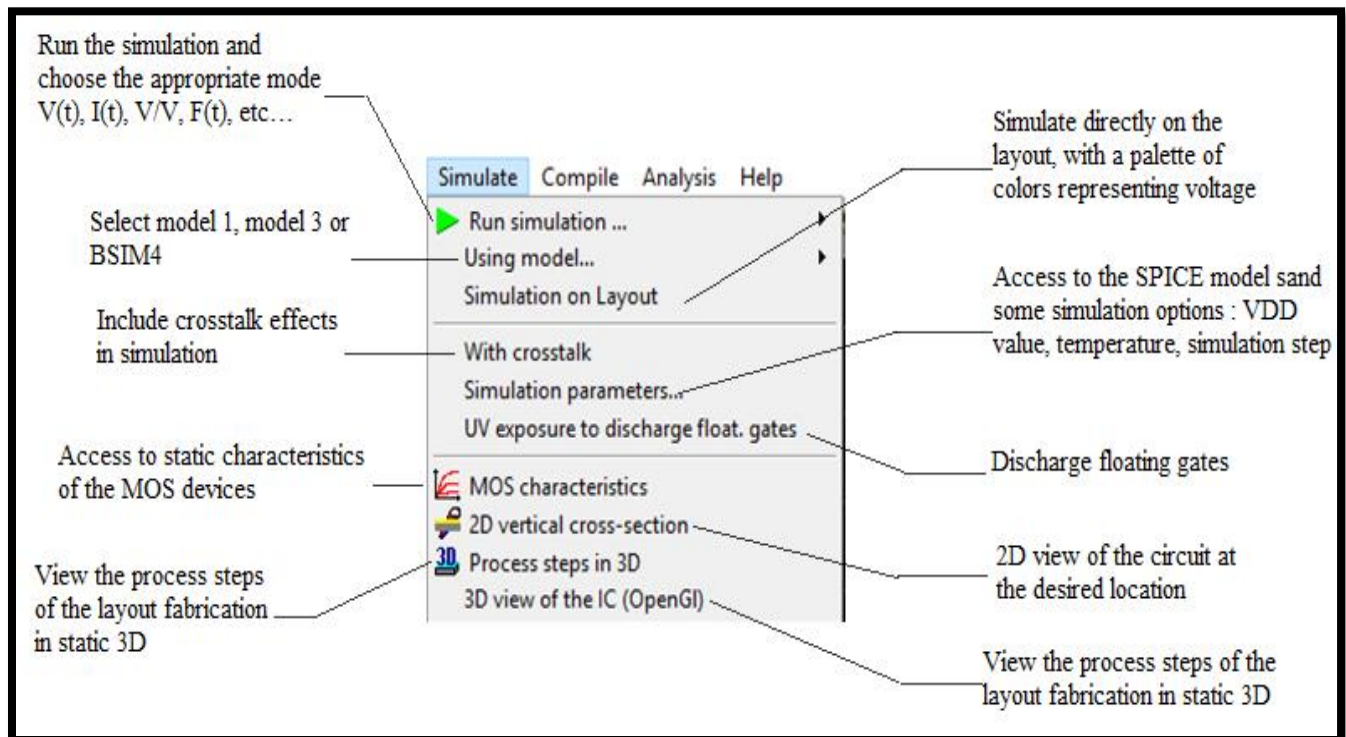 Run the simulation and
choose the appropriate mode
V(t), I(t), V/V, F(t), etc…
Select model 1, model 3 or
BSIM4
Include crosstalk effects
in simulation
Access to static characteristics
of the MOS devices
View the process steps
of the layout fabrication
in static 3D
Simulate Compile Analysis Help
Run simulation ...
Using model...
Simulation on Layout
With crosstalk
Simulation parameters...
UV exposure to discharge float. gates
MOS characteristics
2D vertical cross-section
3D Process steps in 3D
3D view of the IC (OpenGl)
Simulate directly on the
layout, with a palette of
colors representing voltage
Access to the SPICE model sand
some simulation options : VDD
value, temperature, simulation step
Discharge floating gates
2D view of the circuit at
the desired location
View the process steps of the
layout fabrication in static 3D